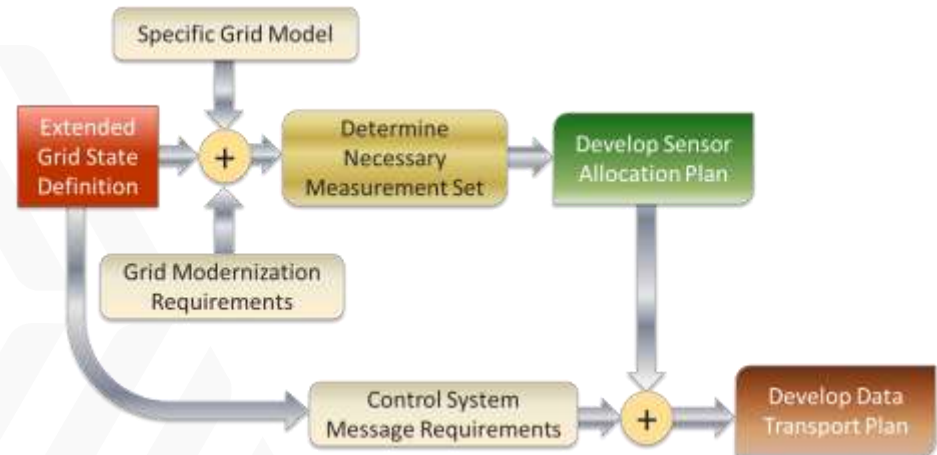 Specific Grid Model
Extended
Grid State
Definition
+
Determine
Necessary
Measurement Set
Develop Sensor
Allocation Plan
Grid Modernization
Requirements
Control System
Message Requirements
+
Develop Data
Transport Plan